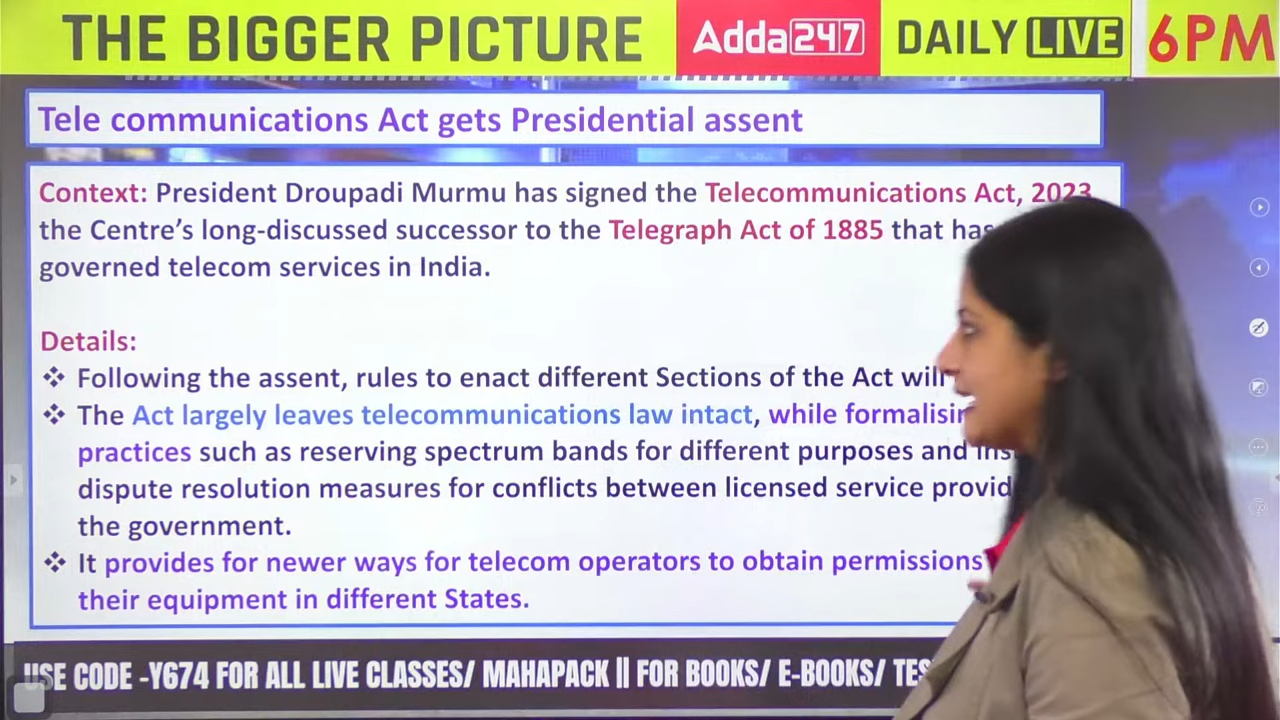 THE BIGGER PICTURE
Adda247
DAILY LIVE
6PM
Tele communications Act gets Presidential assent
Context: President Droupadi Murmu has signed the Telecommunications Act, 2023
the Centre's long-discussed successor to the Telegraph Act of 1885 that has
governed telecom services in India.
Details:
❖ Following the assent, rules to enact different Sections of the Act will
❖ The Act largely leaves telecommunications law intact, while
practices such as reserving spectrum bands for different purposes and
dispute resolution measures for conflicts between licensed service
the government.
❖ It provides for newer ways for telecom operators to obtain permissions
their equipment in different States.
USE CODE -Y674 FOR ALL LIVE CLASSES/ MAHAPACK || FOR BOOKS/ E-BOOKS/